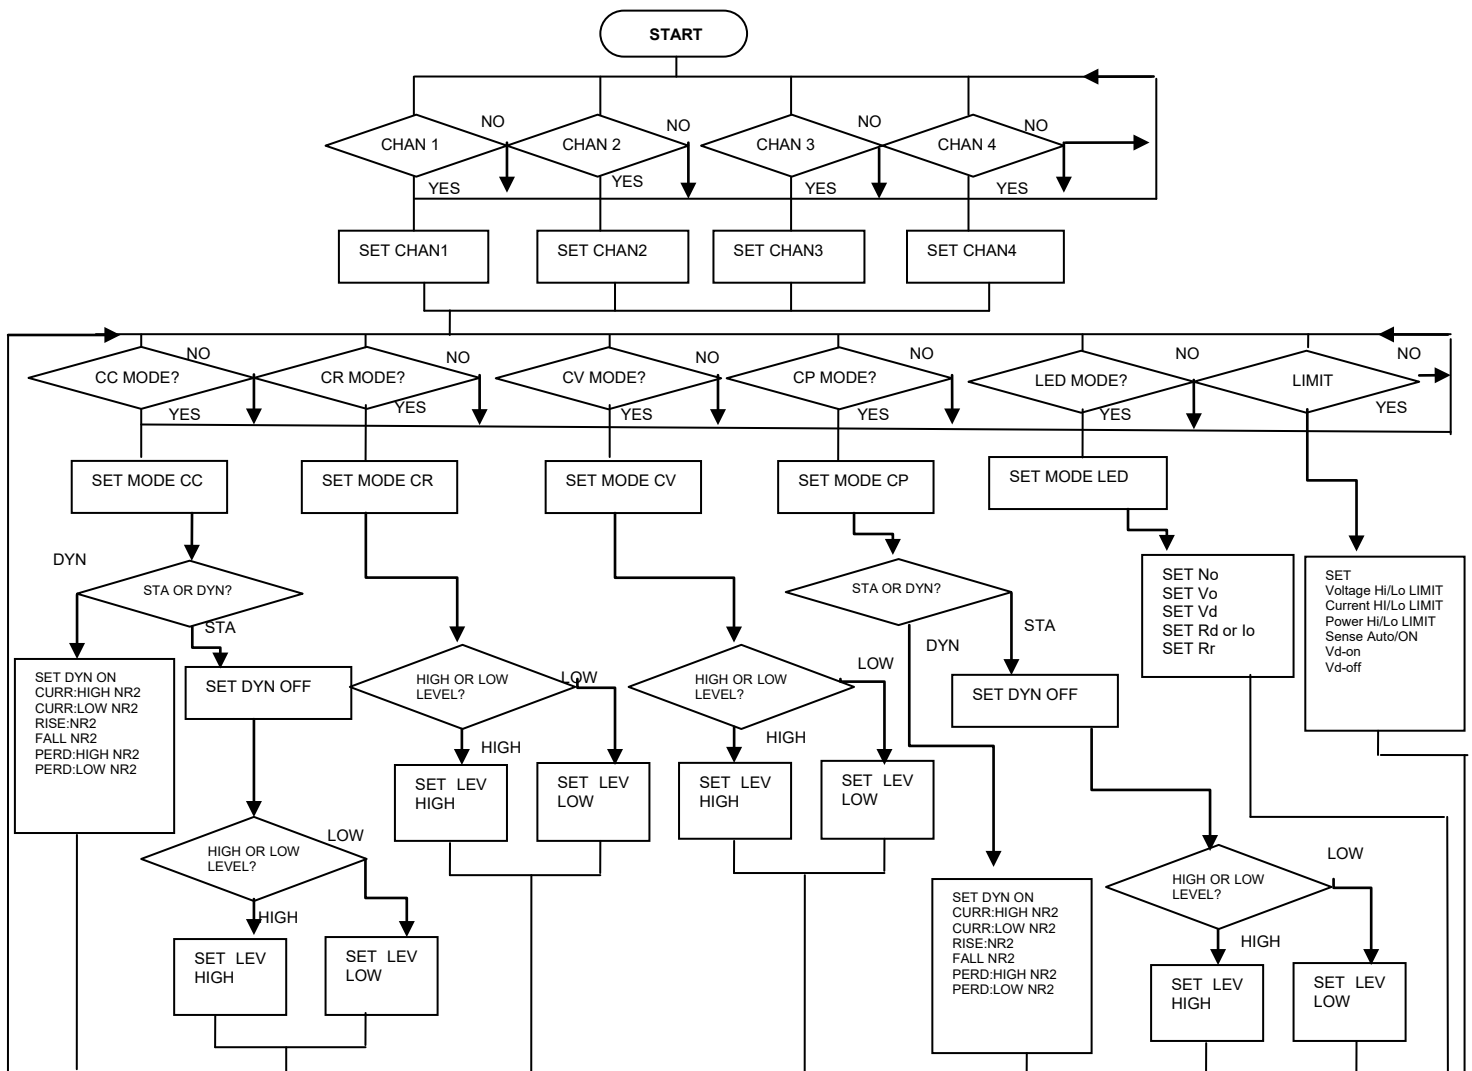 START
NO
NO
NO
NO
CHAN 1
CHAN 2
CHAN 3
CHAN 4
YES
YES
YES
YES
SET CHAN1
SET CHAN2
SET CHAN3
SET CHAN4
NO
NO
NO
NO
NO
NO
CC MODE?
CR MODE?
CV MODE?
CP MODE?
LED MODE?
LIMIT
YES
YES
YES
YES
YES
YES
SET MODE CC
SET MODE CR
SET MODE CV
SET MODE CP
SET MODE LED
DYN
STA OR DYN?
STA
STA OR DYN?
STA
DYN
SET No
SET Vo
SET Vd
SET Rd or Io
SET Rr
SET
Voltage Hi/Lo LIMIT
Current HI/Lo LIMIT
Power Hi/Lo LIMIT
Sense Auto/ON
Vd-on
Vd-off
SET DYN ON
CURR:HIGH NR2
CURR:LOW NR2
RISE:NR2
FALL NR2
PERD:HIGH NR2
PERD:LOW NR2
SET DYN OFF
HIGH OR LOW
LEVEL?
LOW
HIGH
HIGH OR LOW
LEVEL?
LOW
HIGH
SET DYN OFF
SET LEV
HIGH
SET LEV
LOW
SET LEV
HIGH
SET LEV
LOW
HIGH OR LOW
LEVEL?
LOW
HIGH
SET LEV
HIGH
SET LEV
LOW
SET DYN ON
CURR:HIGH NR2
CURR:LOW NR2
RISE:NR2
FALL NR2
PERD:HIGH NR2
PERD:LOW NR2
HIGH OR LOW
LEVEL?
LOW
HIGH
SET LEV
HIGH
SET LEV
LOW